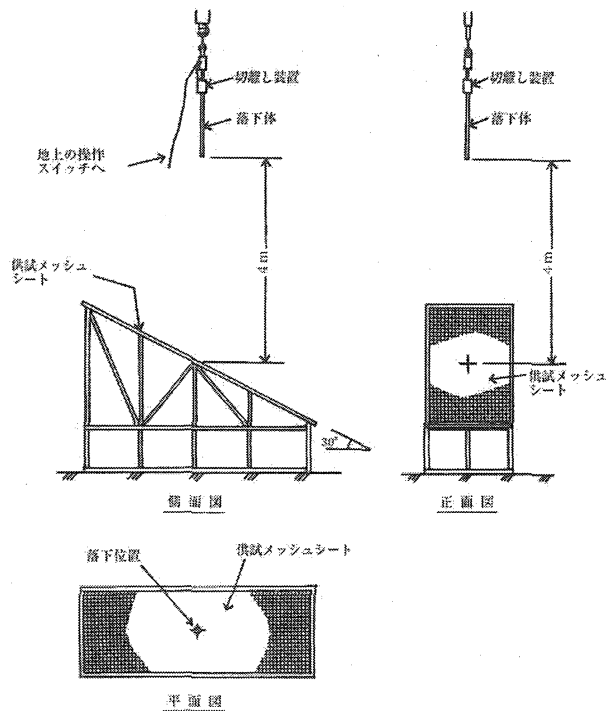 切離し装置
落下体
地上の操作
スイッチへ
4m
供試メッシュ
シート
30°
側面図
切離し装置
落下体
4m
供試メッシュ
シート
正面図
落下位置
供試メッシュシート
平面図